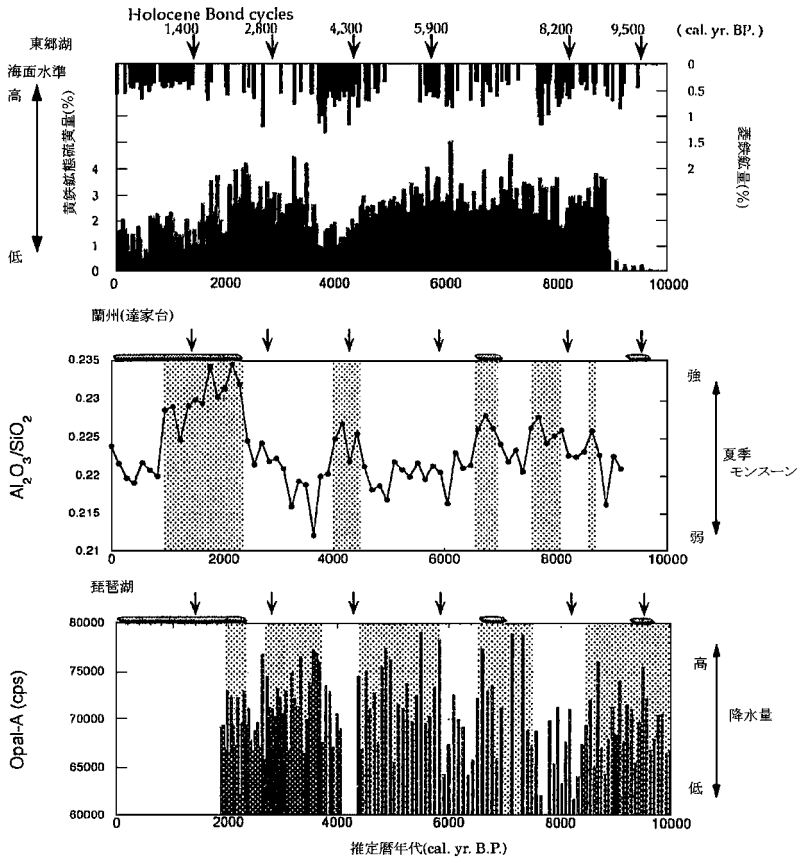 Holocene Bond cycles
1,400 2,800 4,300 5,900 8,200 9,500 (cal. yr. BP.)
東郷湖
海面水準
高
低
黄鉄鉱態硫黄量(%)
4
3
2
1
0
0
0.5
1
1.5
2
菱鉄鉱量(%)
0 2000 4000 6000 8000 10000
蘭州(達家台)
Al2O3/SiO2
0.235
0.23
0.225
0.22
0.215
0.21
強
夏季
モンスーン
弱
0 2000 4000 6000 8000 10000
琵琶湖
Opal-A (cps)
80000
75000
70000
65000
60000
高
降水量
低
0 2000 4000 6000 8000 10000
推定暦年代(cal. yr. B.P.)